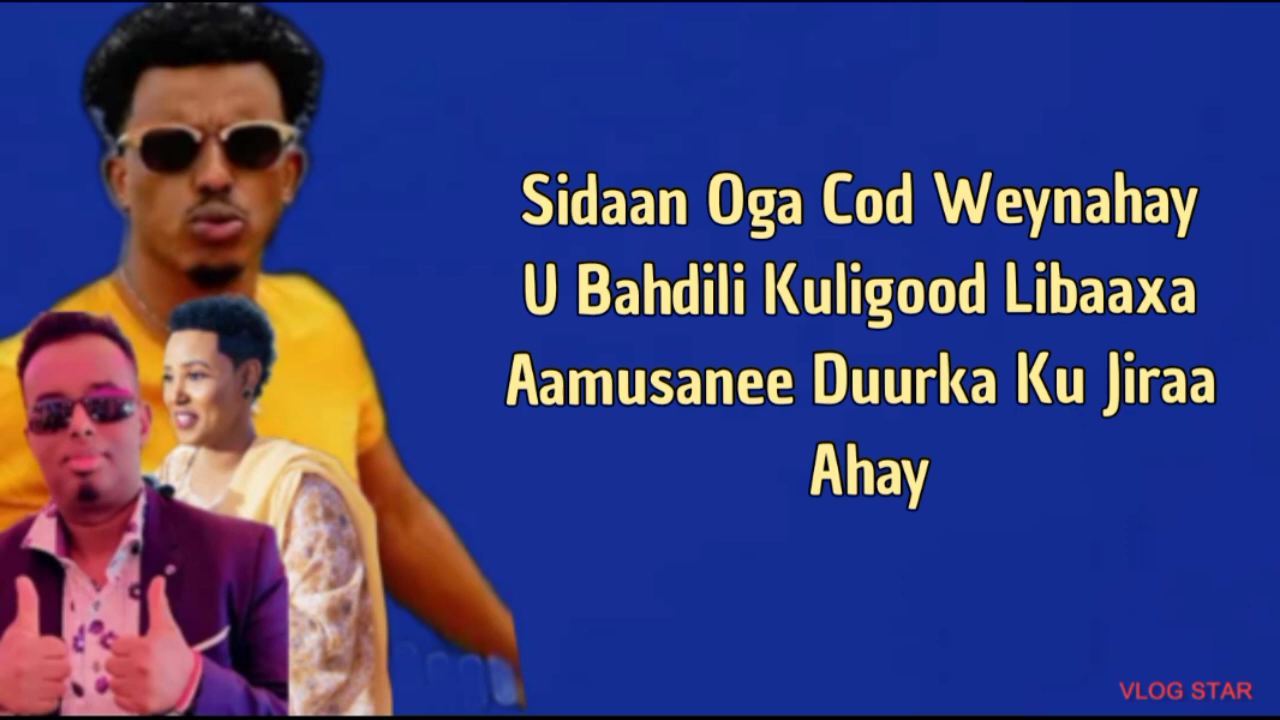 Sidaan Oga Cod Weynahay
U Bahdili Kuligood Libaaxa
Aamusanee Duurka Ku Jiraa
Ahay
VLOG STAR